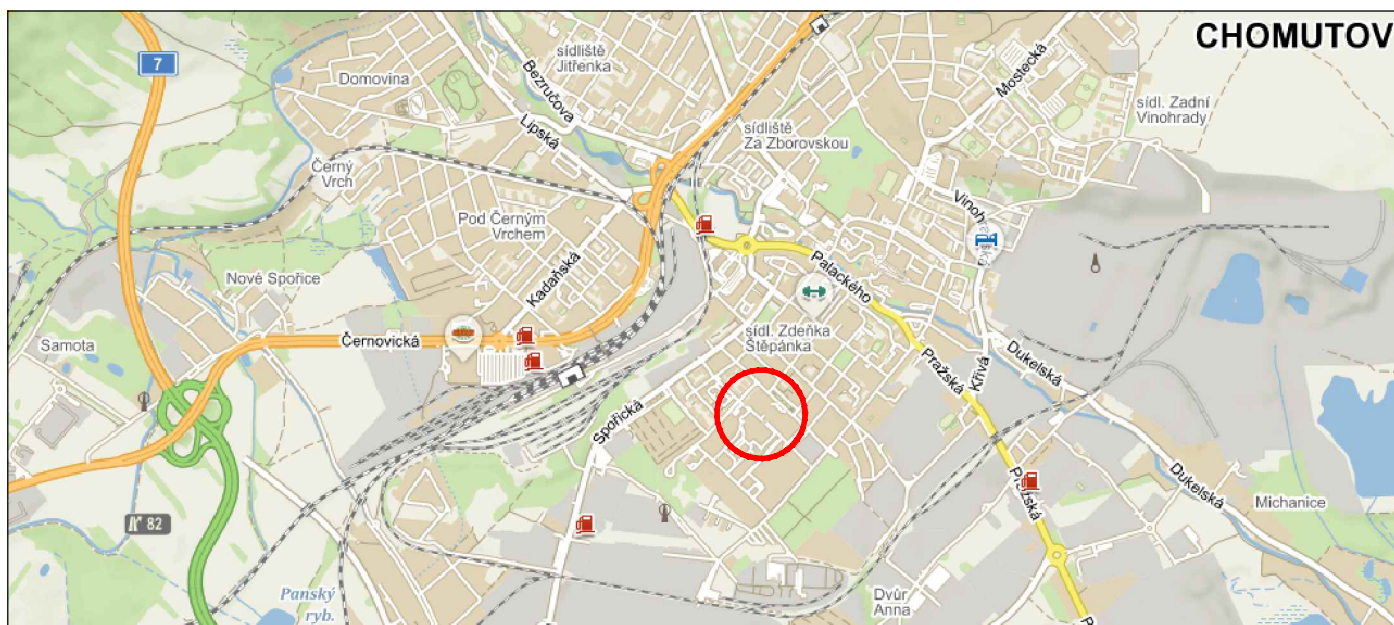 CHOMUTOV
7
sídliště
Jitřenka
Domovina
Bezručova
Mostecká
sídl. Zadní
Vinohrady
Lipská
sídliště
Za Zborovskou
Černý
Vrch
Pod Černým
Vrchem
Vinoh
Kadaňská
Palackého
Nové Spořice
sídl. Zdeňka
Štěpánka
Samota
Černovická
Pražská
Křivá
Dukelská
Spořická
Pražská
Dukelská
Michanice
82
Panský
ryb.
Dvůr
Anna